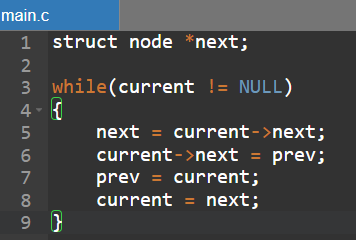 main.c
1 struct node *next;
2
3 while(current != NULL)
4 {
5     next = current->next;
6     current->next = prev;
7     prev = current;
8     current = next;
9 }